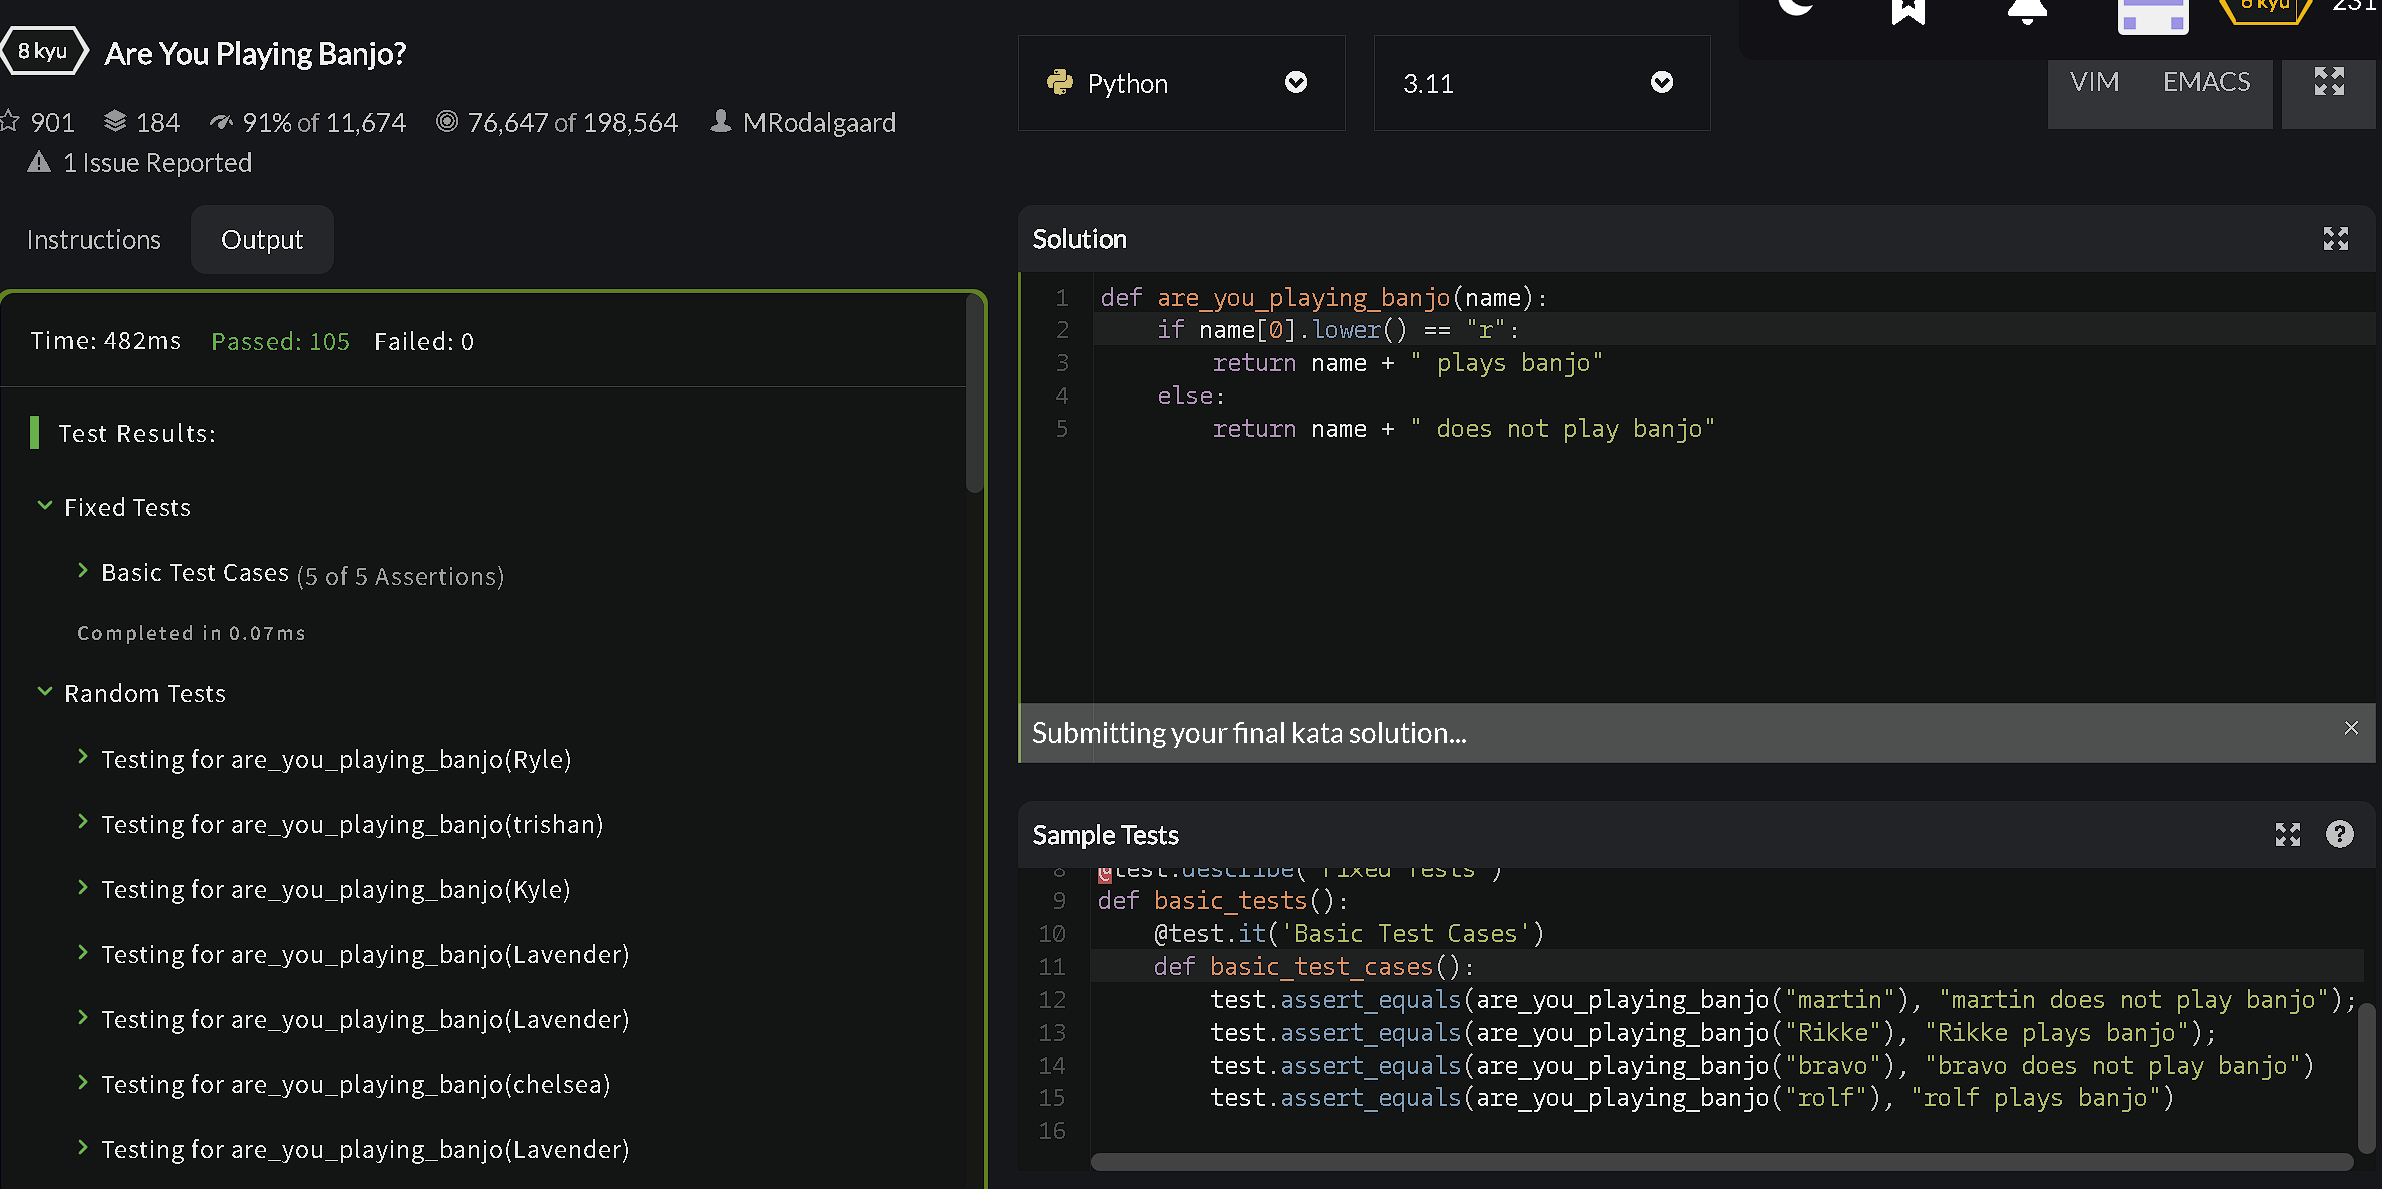 8 kyu Are You Playing Banjo?
901 184 91% of 11,674 76,647 of 198,564 MRodalgaard
1 Issue Reported
Instructions Output
Time: 482ms Passed: 105 Failed: 0
Test Results:
Fixed Tests
Basic Test Cases (5 of 5 Assertions)
Completed in 0.07ms
Random Tests
Testing for are_you_playing_banjo(Ryle)
Testing for are_you_playing_banjo(trishan)
Testing for are_you_playing_banjo(Kyle)
Testing for are_you_playing_banjo(Lavender)
Testing for are_you_playing_banjo(Lavender)
Testing for are_you_playing_banjo(chelsea)
Testing for are_you_playing_banjo(Lavender)
6 kyu 231
Python 3.11 VIM EMACS
Solution
1 def are_you_playing_banjo(name):
2 if name[0].lower() == "r":
3 return name + " plays banjo"
4 else:
5 return name + " does not play banjo"
Submitting your final kata solution...
Sample Tests
8 @test.describe("Fixed Tests")
9 def basic_tests():
10 @test.it('Basic Test Cases')
11 def basic_test_cases():
12 test.assert_equals(are_you_playing_banjo("martin"), "martin does not play banjo");
13 test.assert_equals(are_you_playing_banjo("Rikke"), "Rikke plays banjo");
14 test.assert_equals(are_you_playing_banjo("bravo"), "bravo does not play banjo")
15 test.assert_equals(are_you_playing_banjo("rolf"), "rolf plays banjo")
16